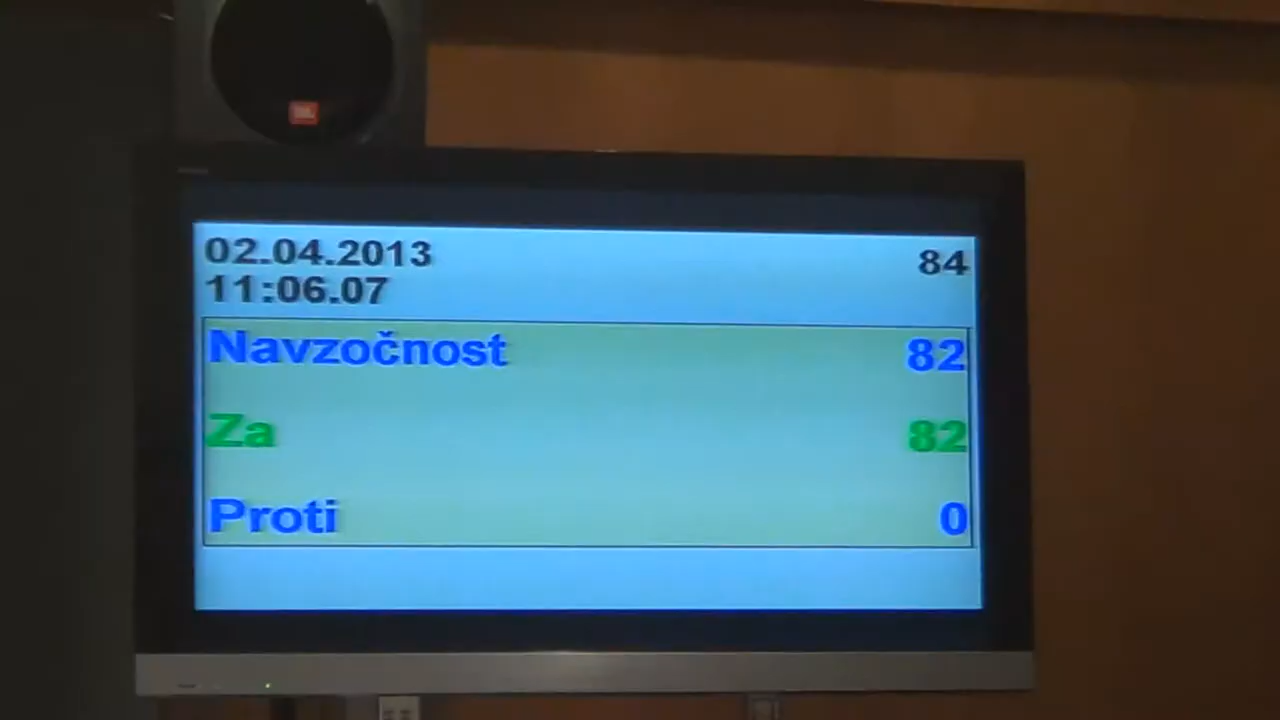 JBL
02.04.2013 84
11:06.07
Navzočnost 82
Za 82
Proti 0